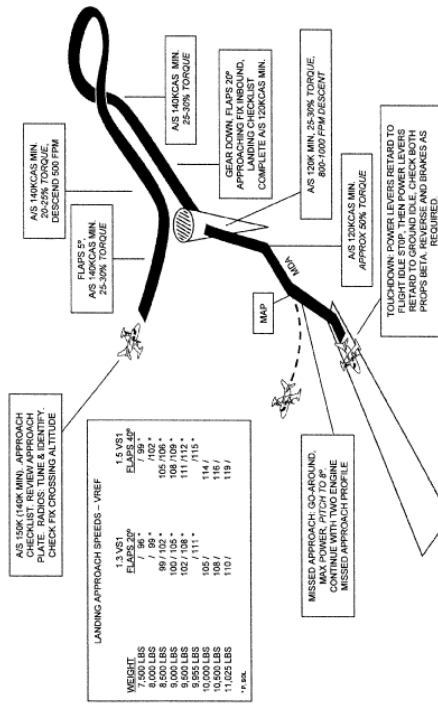 A/S 150K (140K MIN). APPROACH
CHECKLIST. REVIEW APPROACH
PLATE. RADIOS: TUNE & IDENTIFY.
CHECK FIX CROSSING ALTITUDE
FLAPS 5º,
A/S 140KCAS MIN.
25-30% TORQUE
A/S 140KCAS MIN.
20-25% TORQUE,
DESCEND 500 FPM
A/S 140KCAS MIN.
25-30% TORQUE
GEAR DOWN, FLAPS 20º
APPROACHING FIX INBOUND,
LANDING CHECKLIST
COMPLETE A/S 120KCAS MIN.
A/S 120K MIN, 25-30% TORQUE,
800-1000 FPM DESCENT
A/S 120KCAS MIN.
APPROX 50% TORQUE
MDA
MAP
MISSED APPROACH: GO-AROUND,
MAX POWER, PITCH TO 8º.
CONTINUE WITH TWO ENGINE
MISSED APPROACH PROFILE
TOUCHDOWN: POWER LEVERS RETARD TO
FLIGHT IDLE STOP, THEN POWER LEVERS
RETARD TO GROUND IDLE, CHECK BOTH
PROPS BETA. REVERSE AND BRAKES AS
REQUIRED.
LANDING APPROACH SPEEDS – VREF
1.3 VS1 1.5 VS1
WEIGHT FLAPS 20º FLAPS 40º
7,500 LBS / 96 * / 99 *
8,000 LBS / 99 * /102 *
8,500 LBS 99 / 102 * 105 /106 *
9,000 LBS 100 / 105 * 108 /109 *
9,500 LBS 102 / 108 * 111 /112 *
9,955 LBS / 111 * /115 *
10,000 LBS 105 / 114 /
10,500 LBS 108 / 116 /
11,025 LBS 110 / 119 /